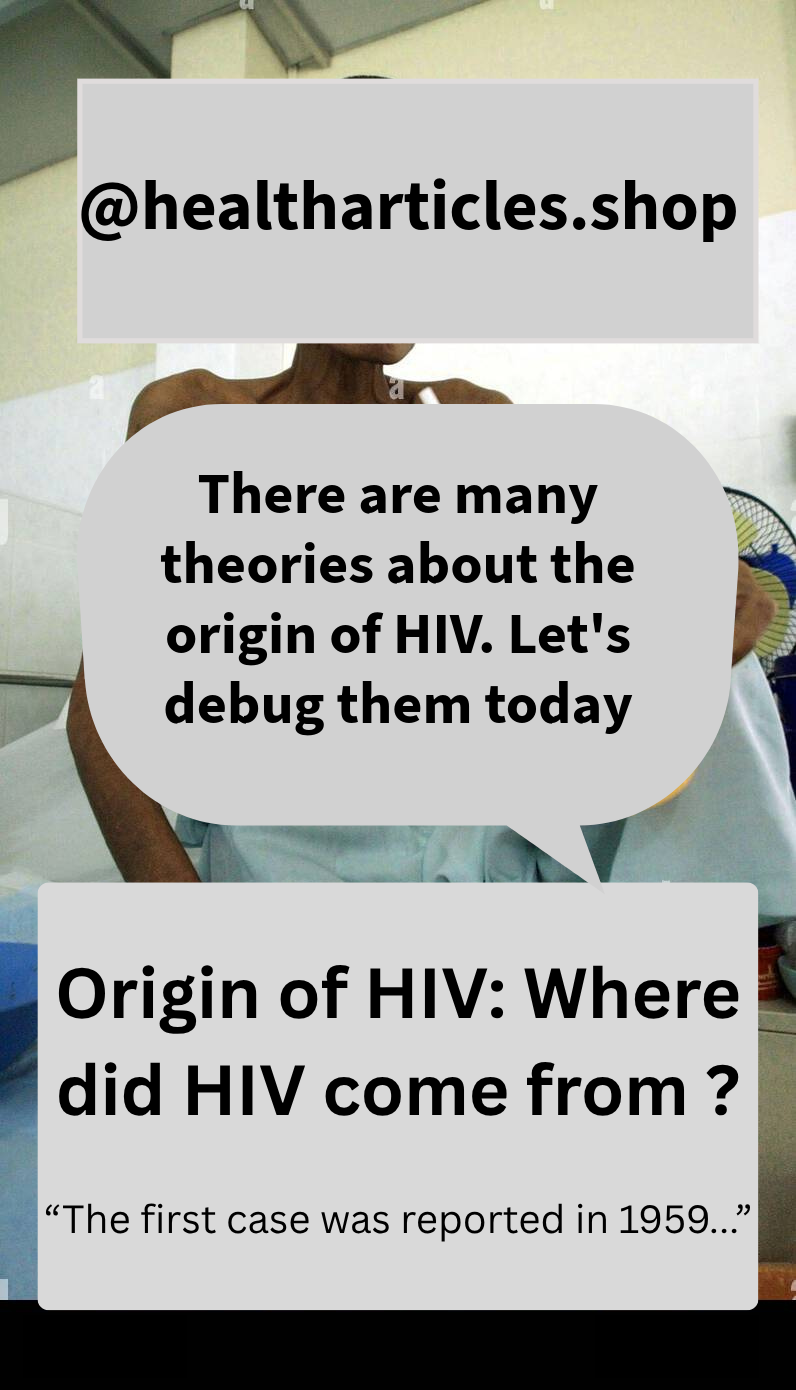 @healtharticles.shop
There are many
theories about the
origin of HIV. Let's
debug them today
Origin of HIV: Where
did HIV come from ?
“The first case was reported in 1959...”